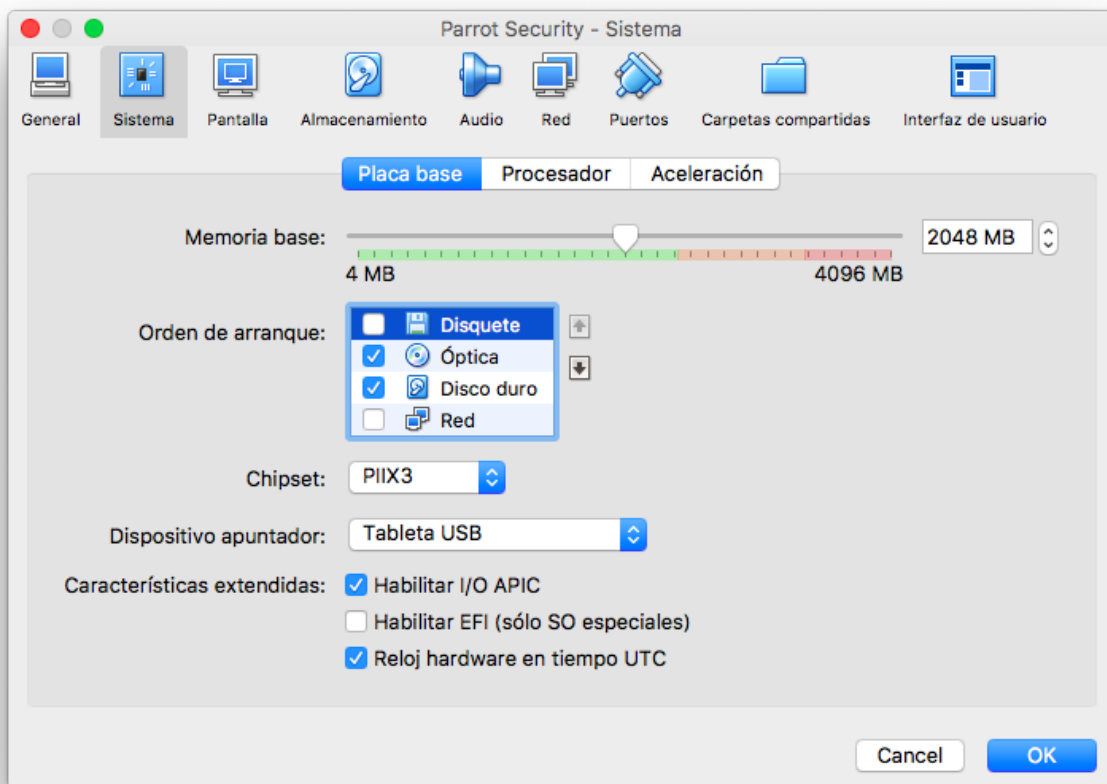 Parrot Security - Sistema
General Sistema Pantalla Almacenamiento Audio Red Puertos Carpetas compartidas Interfaz de usuario
Placa base Procesador Aceleración
Memoria base: 2048 MB
4 MB 4096 MB
Orden de arranque:
Disquete
Óptica
Disco duro
Red
Chipset: PIIX3
Dispositivo apuntador: Tableta USB
Características extendidas: Habilitar I/O APIC
Habilitar EFI (sólo SO especiales)
Reloj hardware en tiempo UTC
Cancel OK